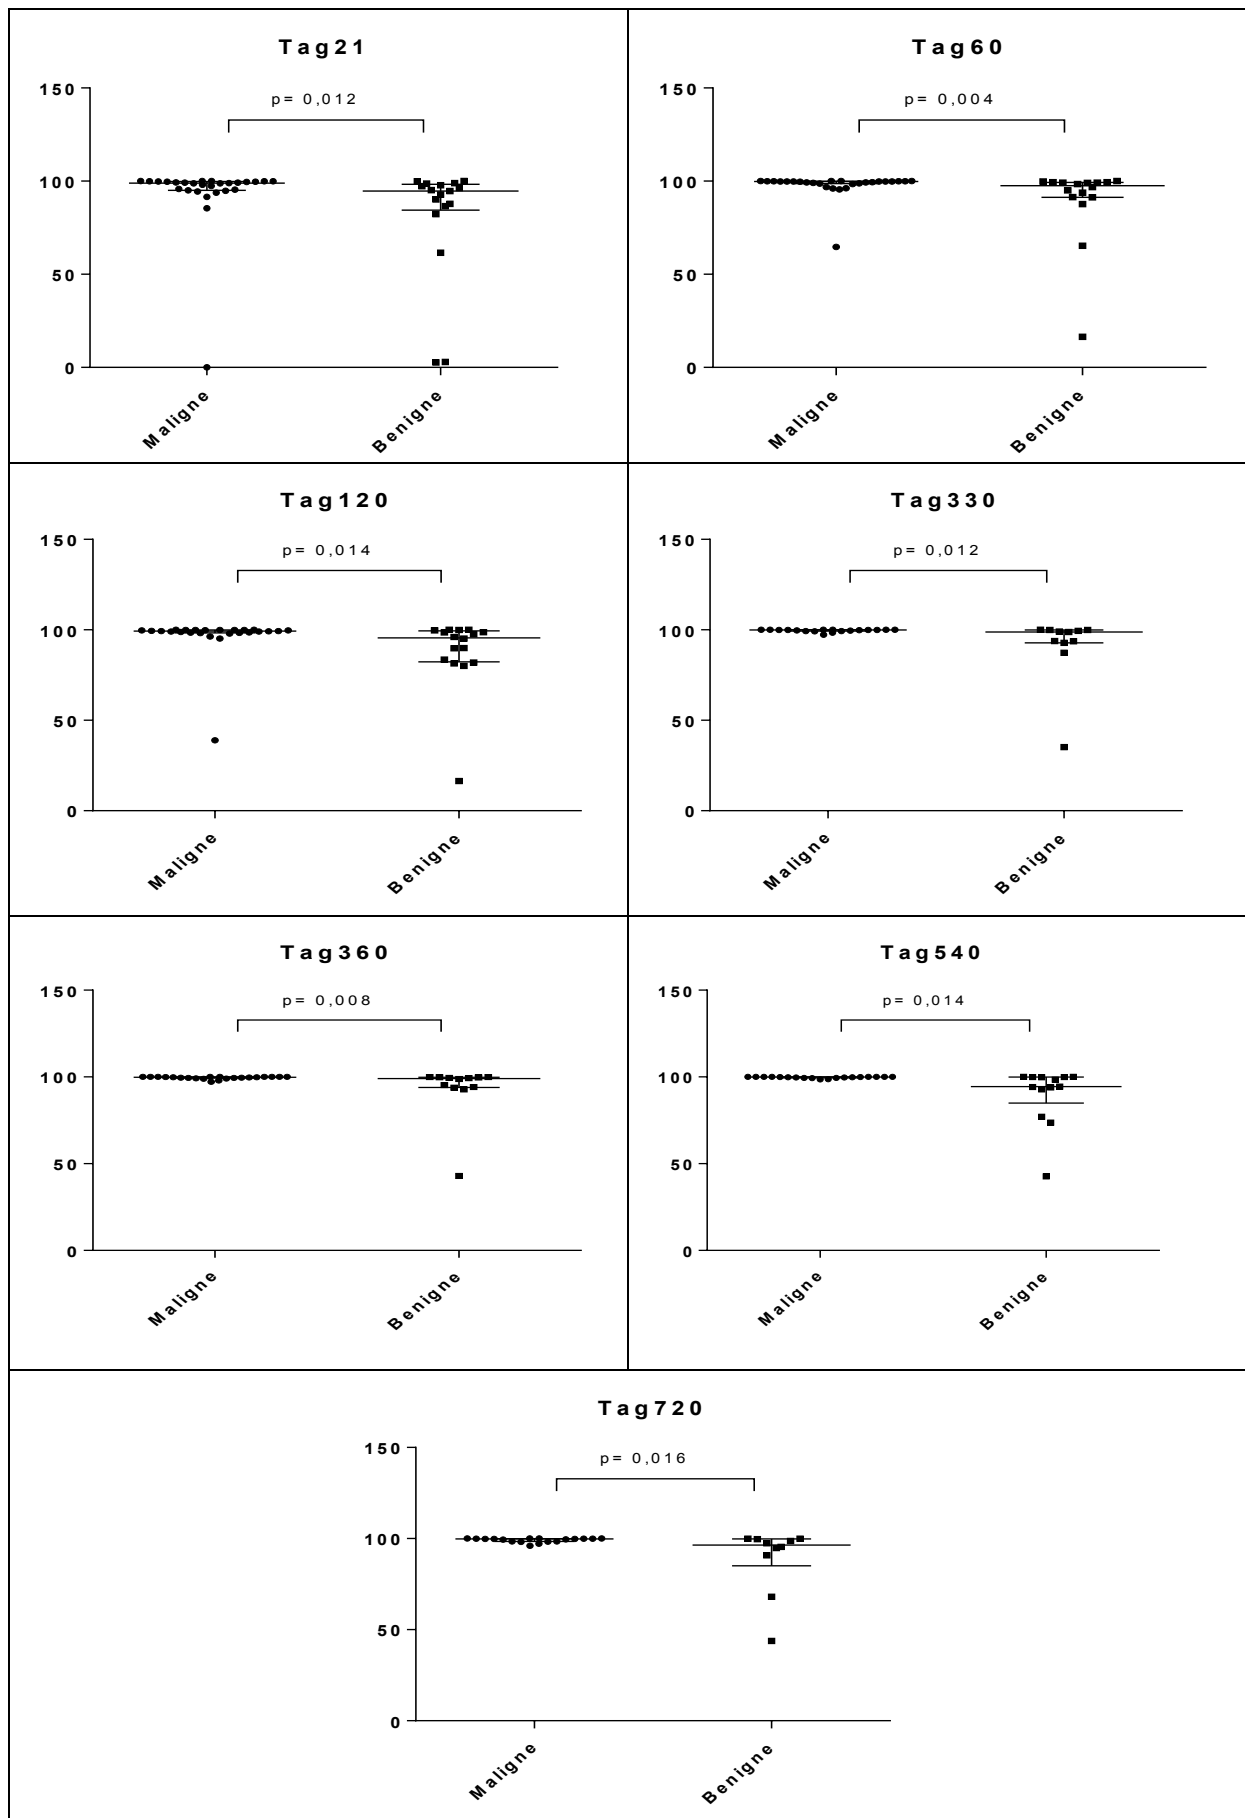 Tag21
150
p= 0,012
100
50
0
Maligne
Benigne
Tag60
150
p= 0,004
100
50
0
Maligne
Benigne
Tag120
150
p= 0,014
100
50
0
Maligne
Benigne
Tag330
150
p= 0,012
100
50
0
Maligne
Benigne
Tag360
150
p= 0,008
100
50
0
Maligne
Benigne
Tag540
150
p= 0,014
100
50
0
Maligne
Benigne
Tag720
150
p= 0,016
100
50
0
Maligne
Benigne